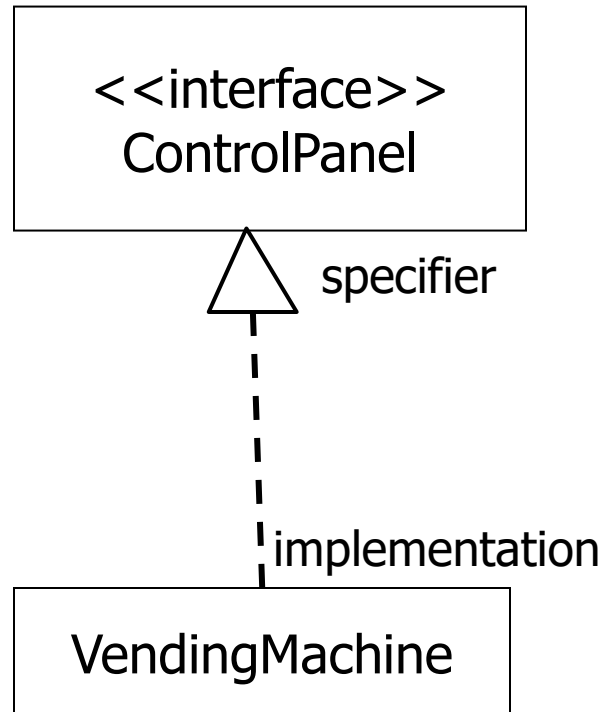 <<interface>>
ControlPanel
specifier
implementation
VendingMachine